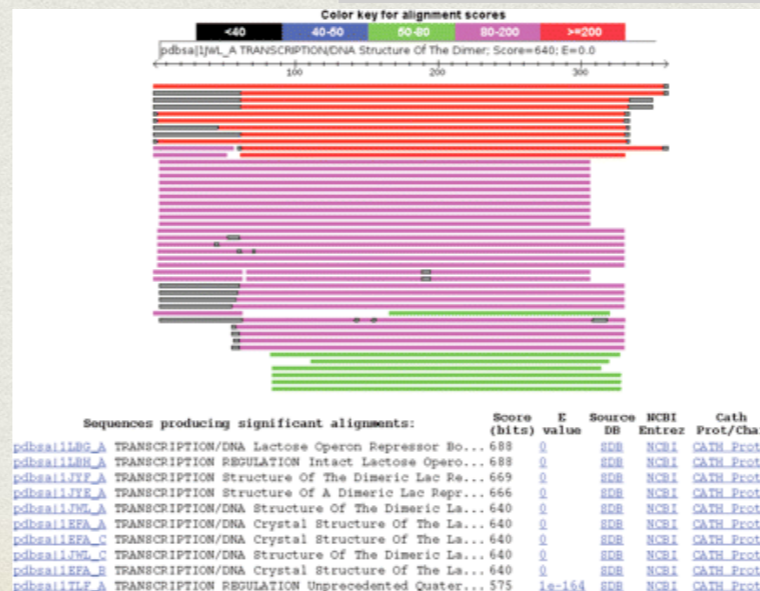 Color key for alignment scores
<40 40-50 50-80 80-200 >=200
pdbsa|1JWL_A TRANSCRIPTION/DNA Structure Of The Dimer; Score=640; E=0.0
100 200 300
Sequences producing significant alignments: Score (bits) E value Source DB NCBI Entrez Cath Prot/Cha
pdbsa|1LBG_A TRANSCRIPTION/DNA Lactose Operon Repressor Bo... 688 0 SDB NCBI CATH Prot
pdbsa|1LBH_A TRANSCRIPTION REGULATION Intact Lactose Opero... 688 0 SDB NCBI CATH Prot
pdbsa|1JYF_A TRANSCRIPTION Structure Of The Dimeric Lac Re... 669 0 SDB NCBI CATH Prot
pdbsa|1JYE_A TRANSCRIPTION Structure Of A Dimeric Lac Repr... 666 0 SDB NCBI CATH Prot
pdbsa|1JWL_A TRANSCRIPTION/DNA Structure Of The Dimeric La... 640 0 SDB NCBI CATH Prot
pdbsa|1EFA_A TRANSCRIPTION/DNA Crystal Structure Of The La... 640 0 SDB NCBI CATH Prot
pdbsa|1EFA_C TRANSCRIPTION/DNA Crystal Structure Of The La... 640 0 SDB NCBI CATH Prot
pdbsa|1JWL_C TRANSCRIPTION/DNA Structure Of The Dimeric La... 640 0 SDB NCBI CATH Prot
pdbsa|1EFA_B TRANSCRIPTION/DNA Crystal Structure Of The La... 640 0 SDB NCBI CATH Prot
pdbsa|1TLF_A TRANSCRIPTION REGULATION Unprecedented Quater... 575 1e-164 SDB NCBI CATH Prot